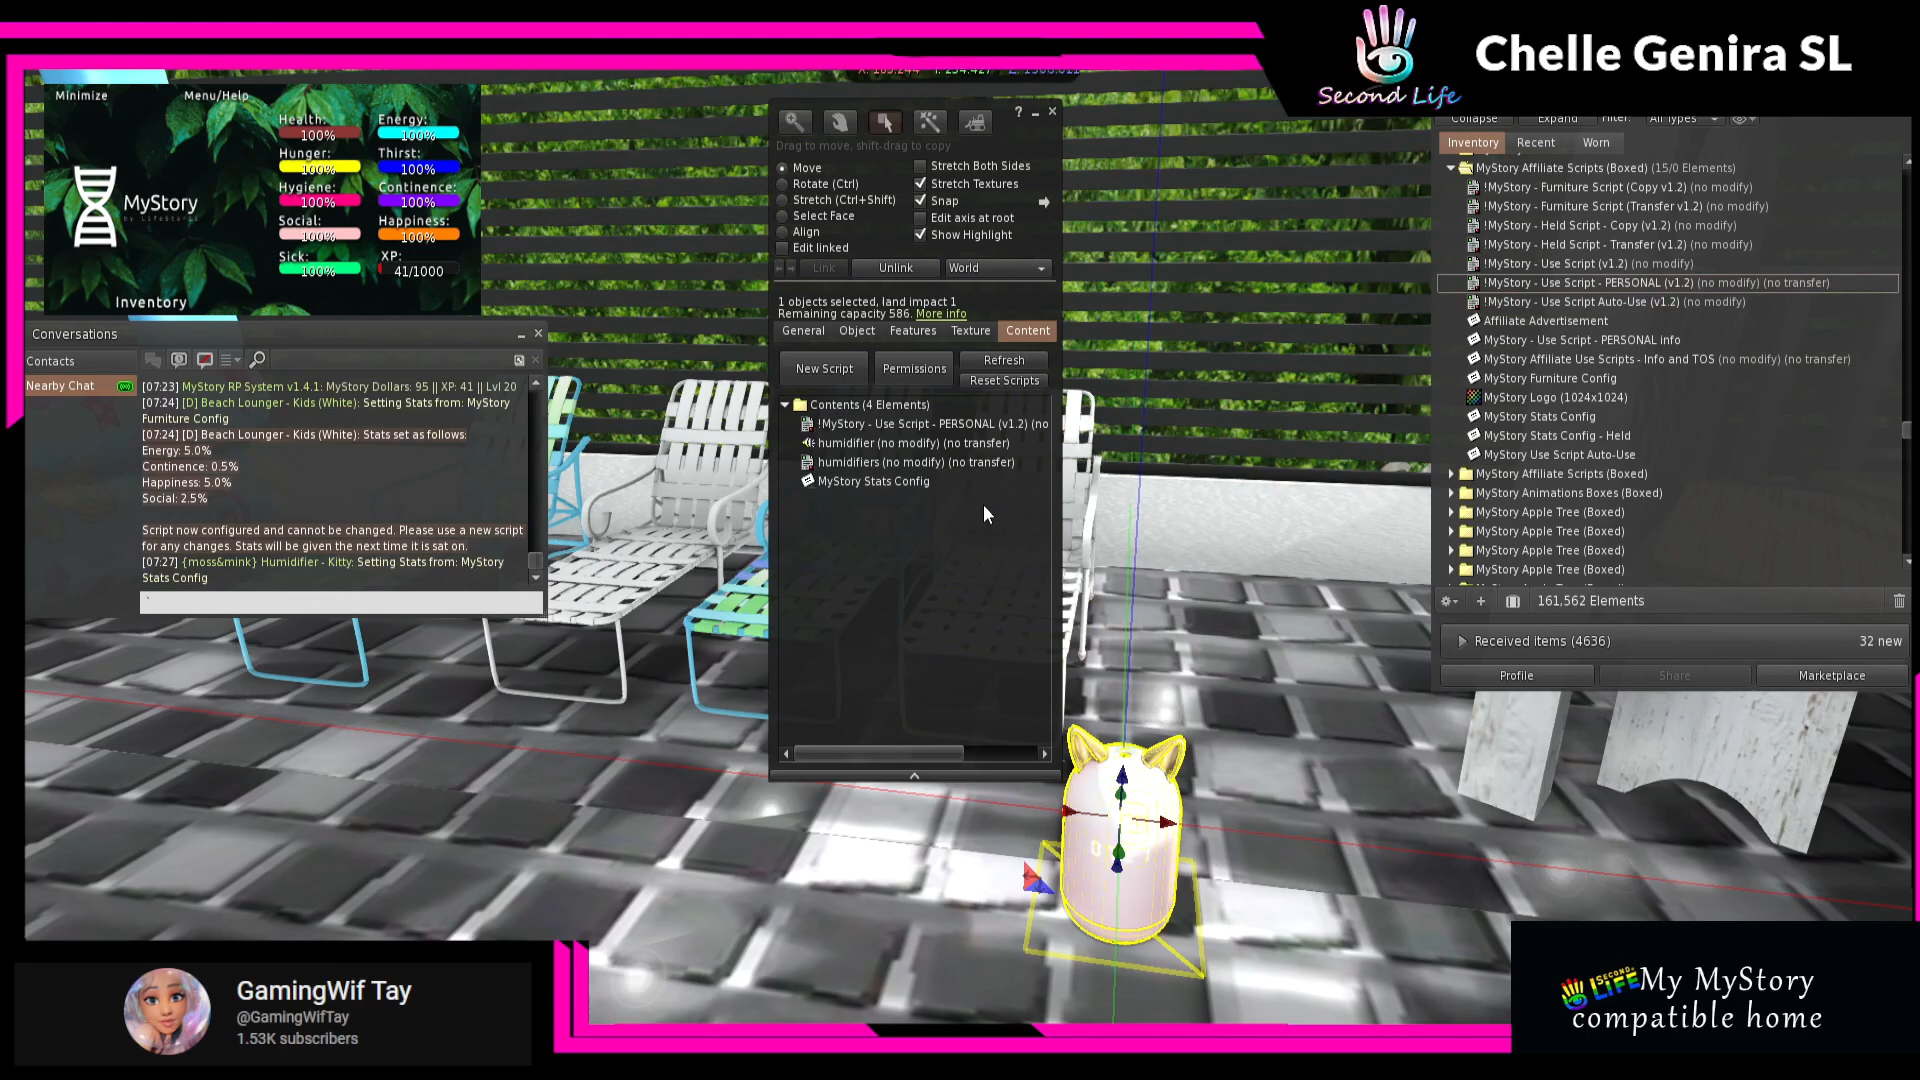 Chelle Genira SL
Second Life
Minimize
Menu/Help
Health:
100%
Energy:
100%
Hunger:
100%
Thirst:
100%
Hygiene:
100%
Continence:
100%
Social:
100%
Happiness:
100%
Sick:
100%
XP:
41/1000
MyStory
Inventory
Conversations
Contacts
Nearby Chat
[07:23] MyStory RP System v1.4.1: MyStory Dollars: 95 || XP: 41 || Lvl 20
[07:24] [D] Beach Lounger - Kids (White): Setting Stats from: MyStory
Furniture Config
[07:24] [D] Beach Lounger - Kids (White): Stats set as follows:
Energy: 5.0%
Continence: 0.5%
Happiness: 5.0%
Social: 2.5%
Script now configured and cannot be changed. Please use a new script
for any changes. Stats will be given the next time it is sat on.
[07:27] {moss&mink} Humidifier - Kitty: Setting Stats from: MyStory
Stats Config
Drag to move, shift-drag to copy
Move
Rotate (Ctrl)
Stretch (Ctrl+Shift)
Select Face
Align
Edit linked
Stretch Both Sides
Stretch Textures
Snap
Edit axis at root
Show Highlight
Link
Unlink
World
1 objects selected, land impact 1
Remaining capacity 586. More info
General
Object
Features
Texture
Content
New Script
Permissions
Refresh
Reset Scripts
Contents (4 Elements)
!MyStory - Use Script - PERSONAL (v1.2) (no
humidifier (no modify) (no transfer)
humidifiers (no modify) (no transfer)
MyStory Stats Config
Collapse
Expand
Filter:
All Types
Inventory
Recent
Worn
MyStory Affiliate Scripts (Boxed) (15/0 Elements)
!MyStory - Furniture Script (Copy v1.2) (no modify)
!MyStory - Furniture Script (Transfer v1.2) (no modify)
!MyStory - Held Script - Copy (v1.2) (no modify)
!MyStory - Held Script - Transfer (v1.2) (no modify)
!MyStory - Use Script (v1.2) (no modify)
!MyStory - Use Script - PERSONAL (v1.2) (no modify) (no transfer)
!MyStory - Use Script Auto-Use (v1.2) (no modify)
Affiliate Advertisement
MyStory - Use Script - PERSONAL info
MyStory Affiliate Use Scripts - Info and TOS (no modify) (no transfer)
MyStory Furniture Config
MyStory Logo (1024x1024)
MyStory Stats Config
MyStory Stats Config - Held
MyStory Use Script Auto-Use
MyStory Affiliate Scripts (Boxed)
MyStory Animations Boxes (Boxed)
MyStory Apple Tree (Boxed)
MyStory Apple Tree (Boxed)
MyStory Apple Tree (Boxed)
MyStory Apple Tree (Boxed)
161,562 Elements
Received items (4636)
32 new
Profile
Share
Marketplace
GamingWif Tay
@GamingWifTay
1.53K subscribers
SECOND LIFE
My MyStory
compatible home